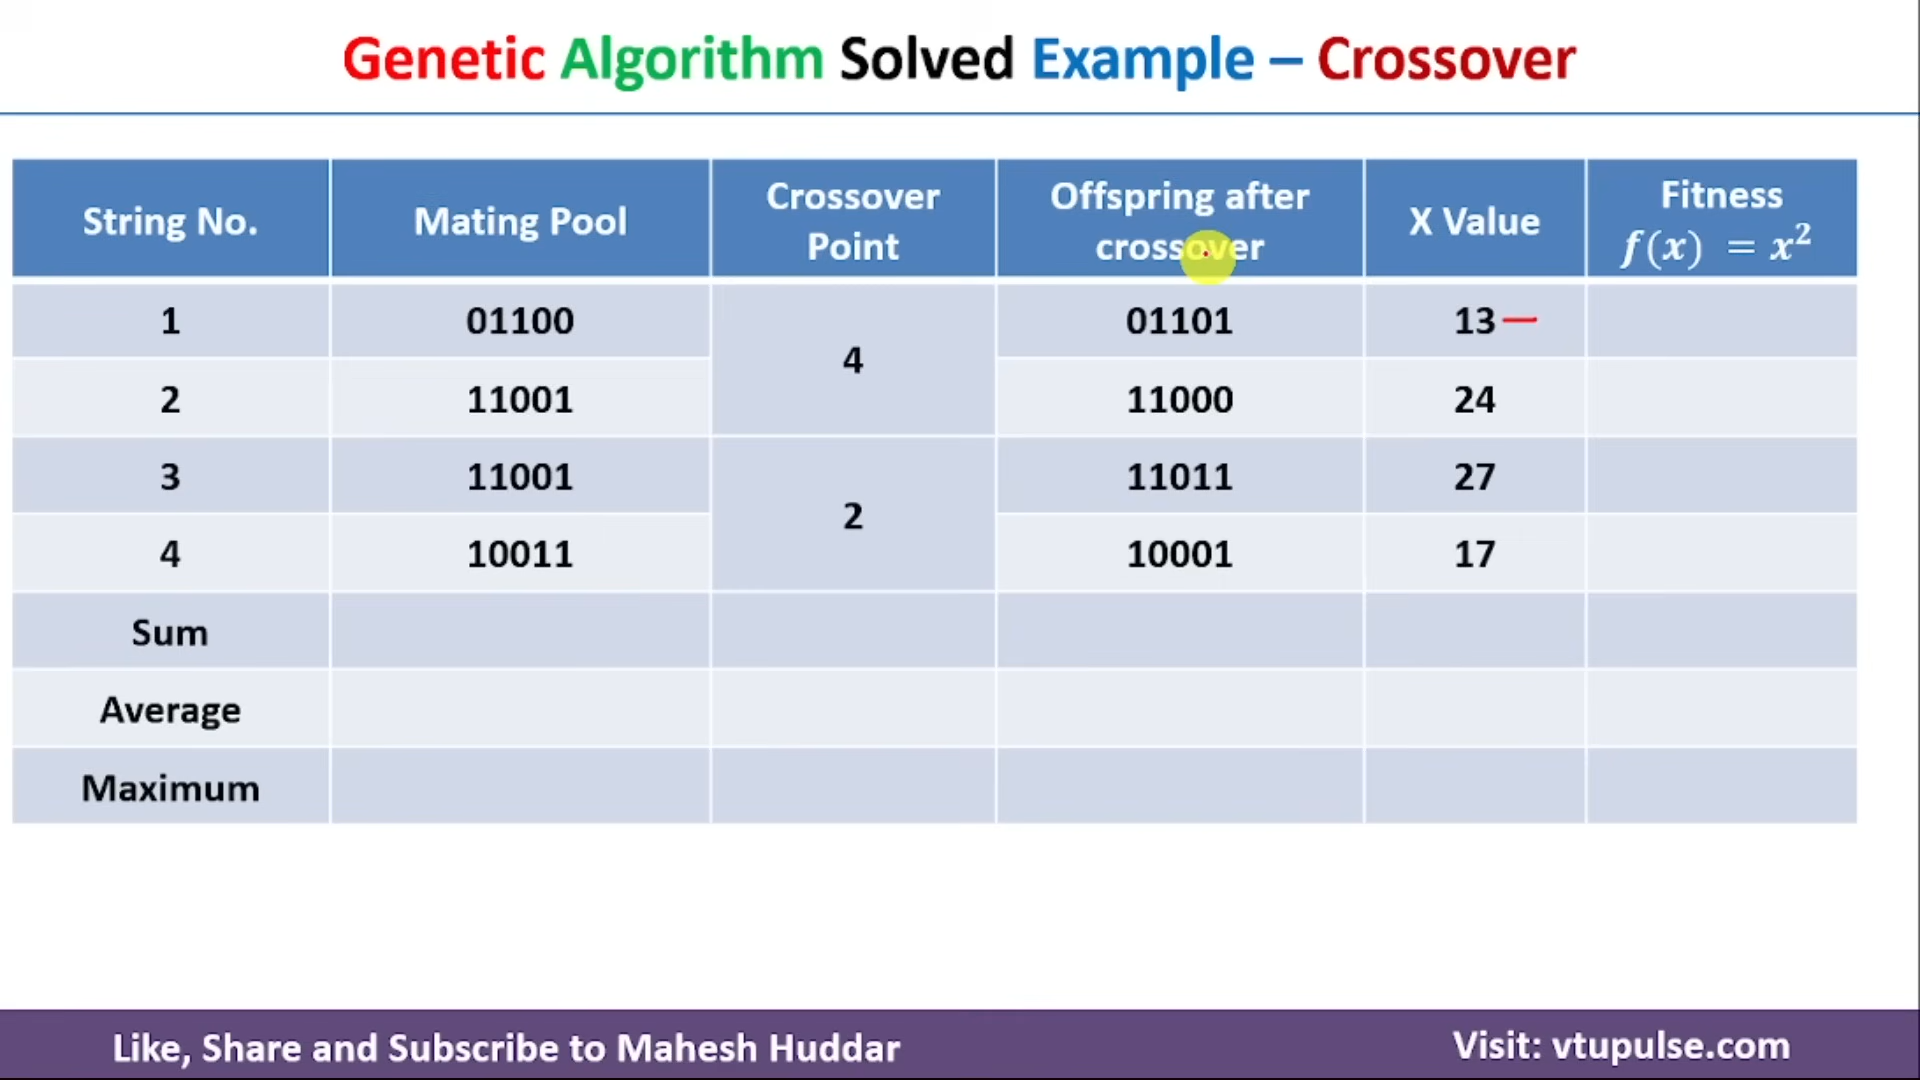 Genetic Algorithm Solved Example – Crossover
String No. Mating Pool Crossover Point Offspring after crossover X Value Fitness f(x) = x²
1 01100 4 01101 13
2 11001 11000 24
3 11001 2 11011 27
4 10011 10001 17
Sum
Average
Maximum
Like, Share and Subscribe to Mahesh Huddar Visit: vtupulse.com